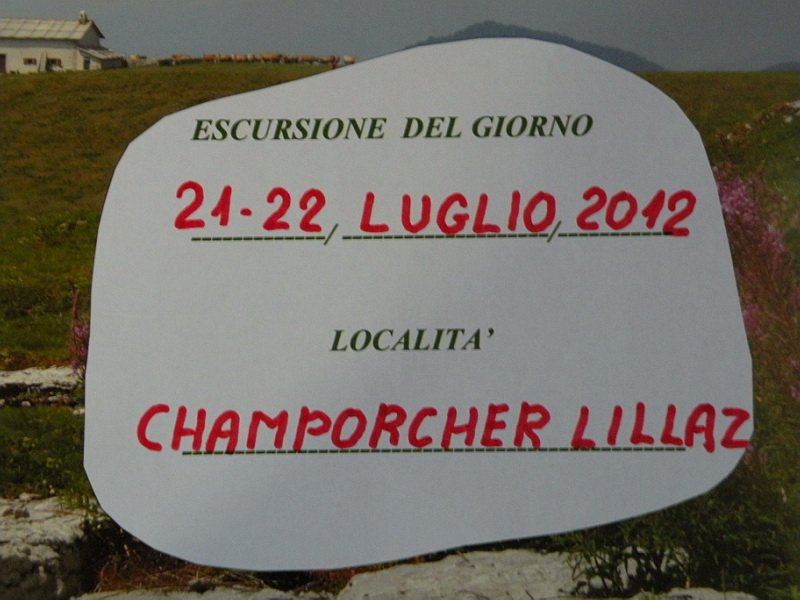 ESCURSIONE DEL GIORNO
21-22/ LUGLIO/ 2012
LOCALITA'
CHAMPORCHER LILLAZ